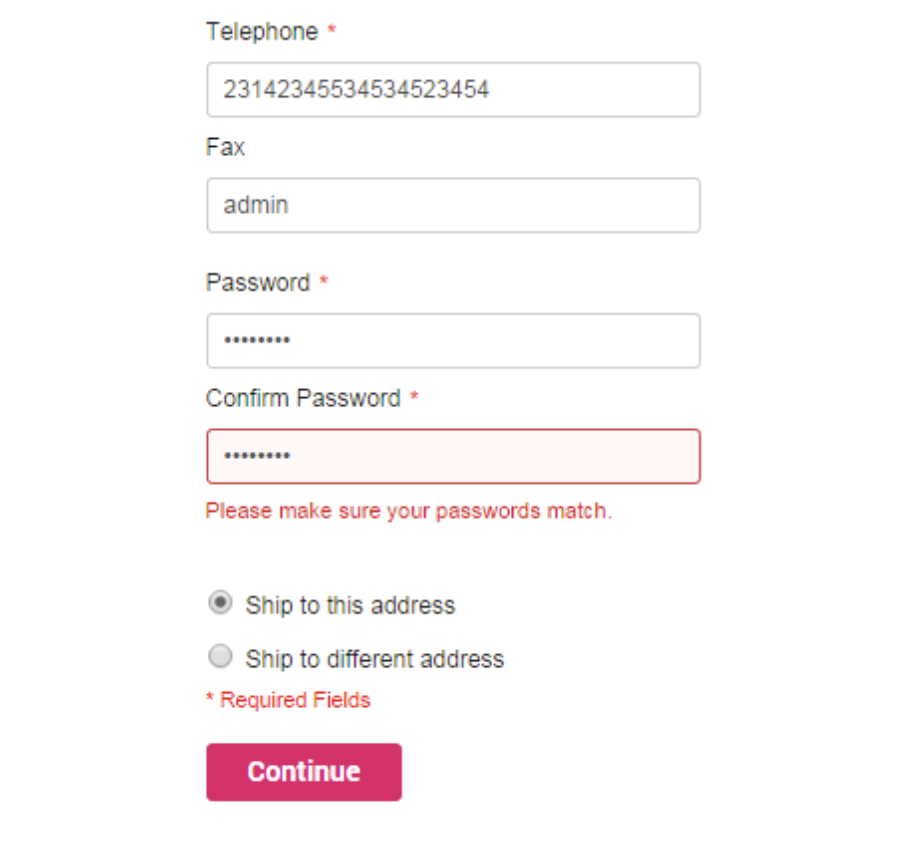 Telephone *
23142345534534523454
Fax
admin
Password *
••••••••
Confirm Password *
••••••••
Please make sure your passwords match.
Ship to this address
Ship to different address
* Required Fields
Continue